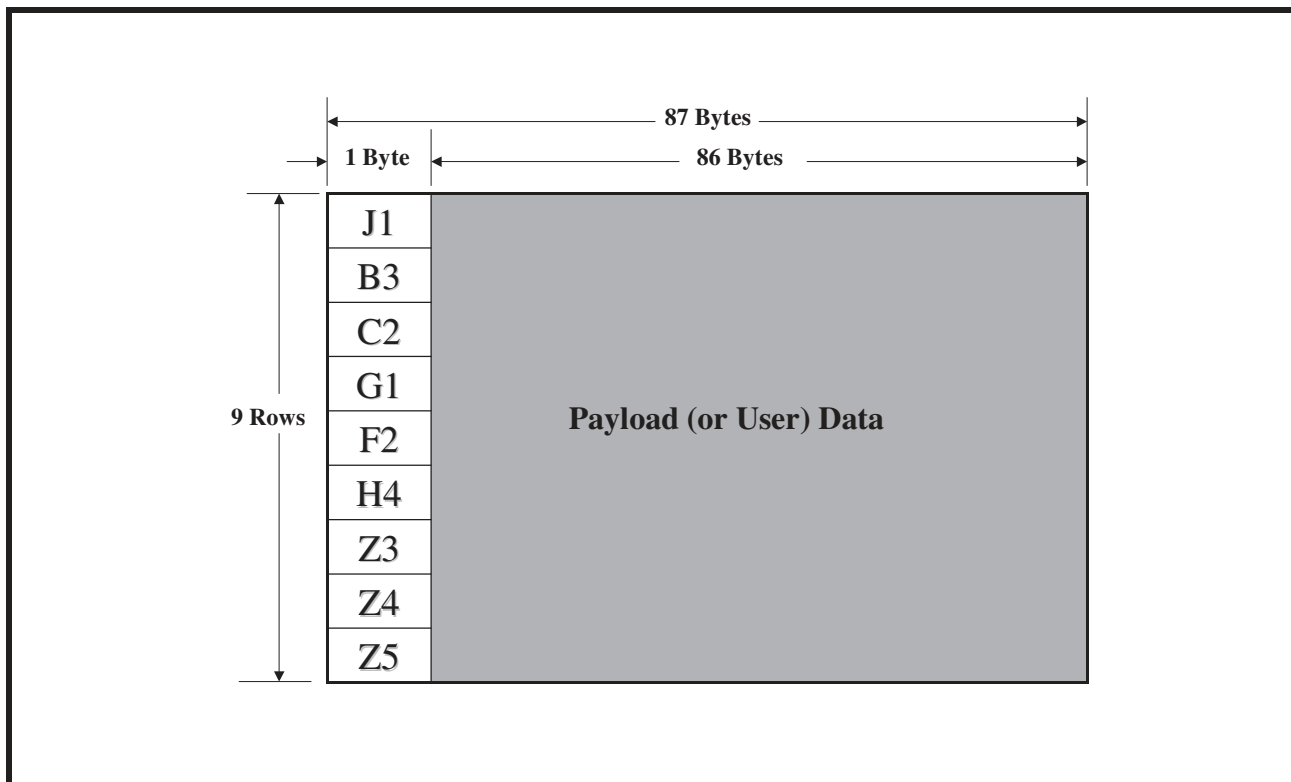 87 Bytes
1 Byte
86 Bytes
J1
B3
C2
G1
F2
H4
Z3
Z4
Z5
9 Rows
Payload (or User) Data